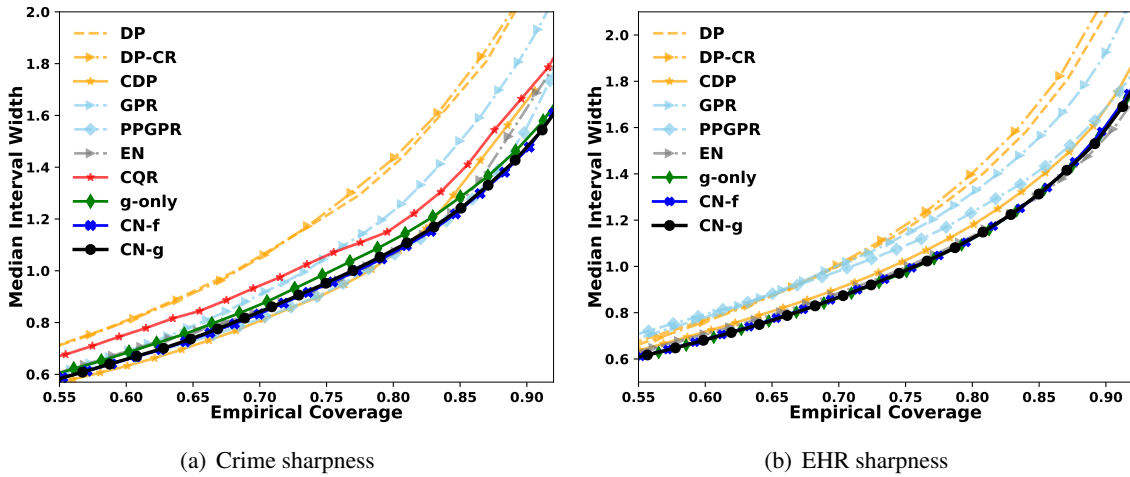 2.0
1.8
1.6
1.4
1.2
1.0
0.8
0.6
Median Interval Width
DP
DP-CR
CDP
GPR
PPGPR
EN
CQR
g-only
CN-f
CN-g
0.55 0.60 0.65 0.70 0.75 0.80 0.85 0.90
Empirical Coverage
(a) Crime sharpness
2.0
1.8
1.6
1.4
1.2
1.0
0.8
0.6
Median Interval Width
DP
DP-CR
CDP
GPR
PPGPR
EN
g-only
CN-f
CN-g
0.55 0.60 0.65 0.70 0.75 0.80 0.85 0.90
Empirical Coverage
(b) EHR sharpness